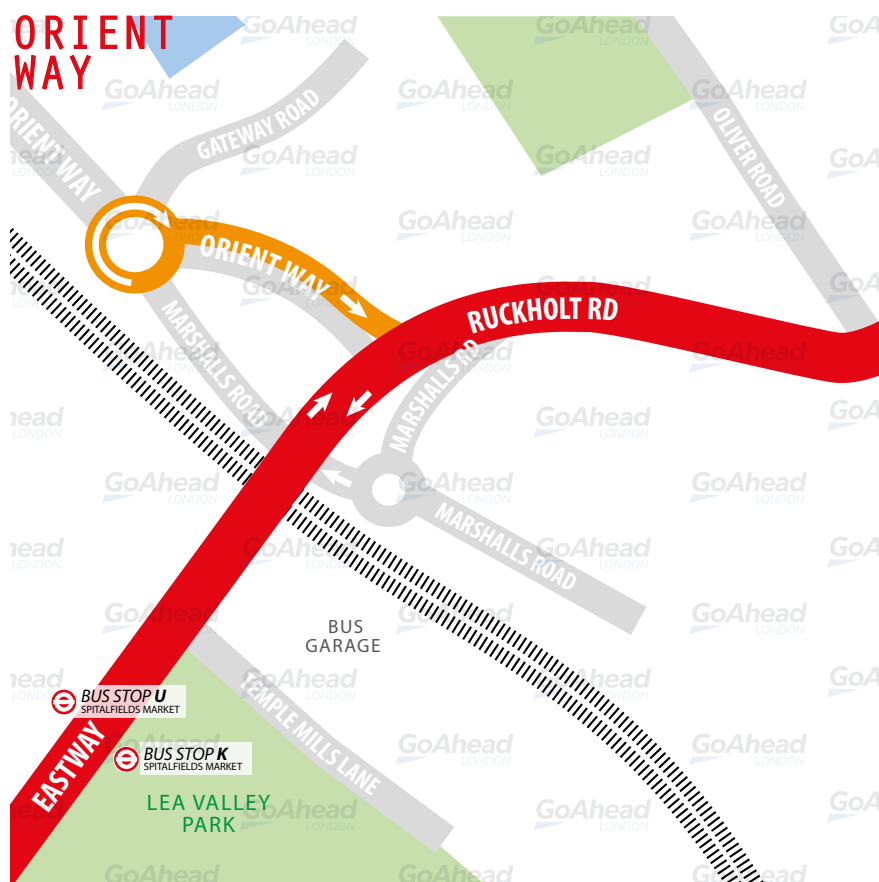 ORIENT
WAY
GoAhead
LONDON
GATEWAY ROAD
ORIENT WAY
OLIVER ROAD
ORIENT WAY
RUCKHOLT RD
MARSHALLS ROAD
MARSHALLS RD
MARSHALLS ROAD
BUS
GARAGE
TEMPLE MILLS LANE
BUS STOP U
SPITALFIELDS MARKET
EASTWAY
BUS STOP K
SPITALFIELDS MARKET
LEA VALLEY
PARK